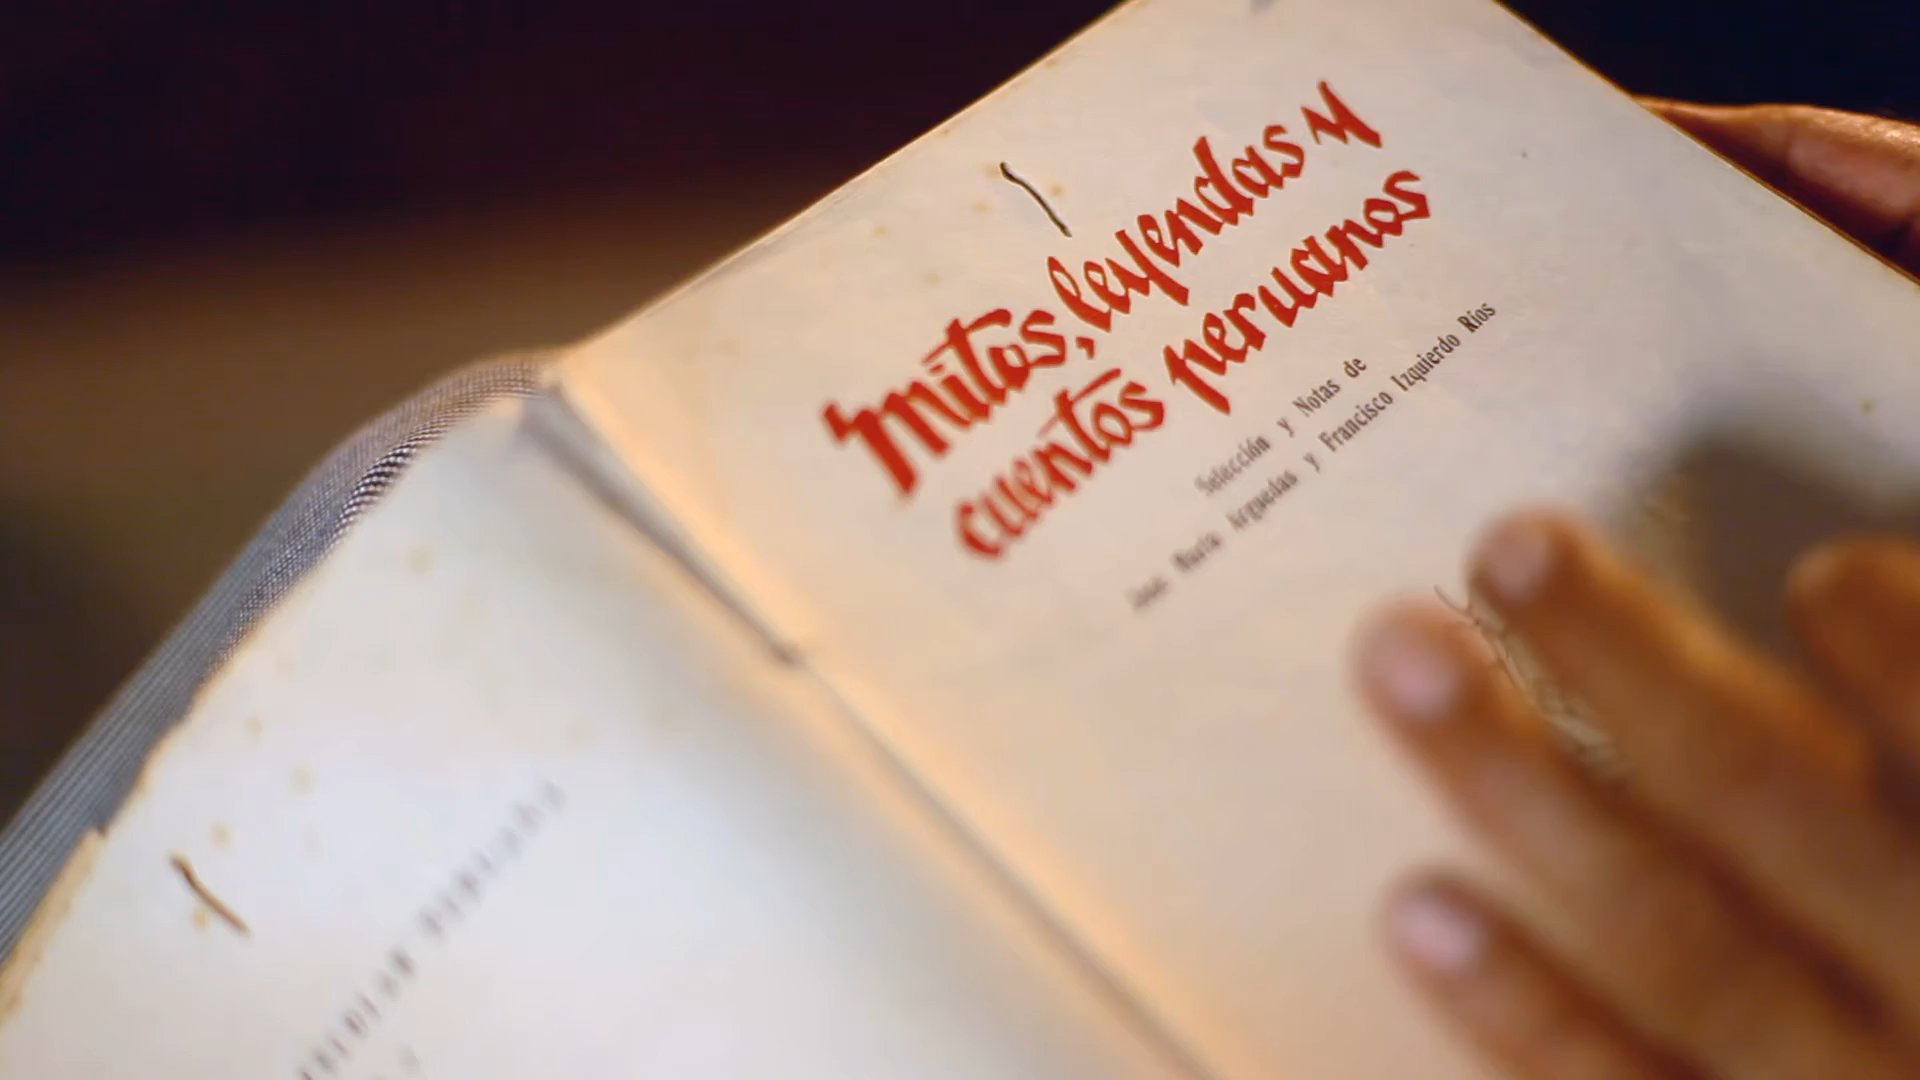 Mitos, leyendas y
cuentos peruanos
Selección y Notas de
José María Arguedas y Francisco Izquierdo Ríos